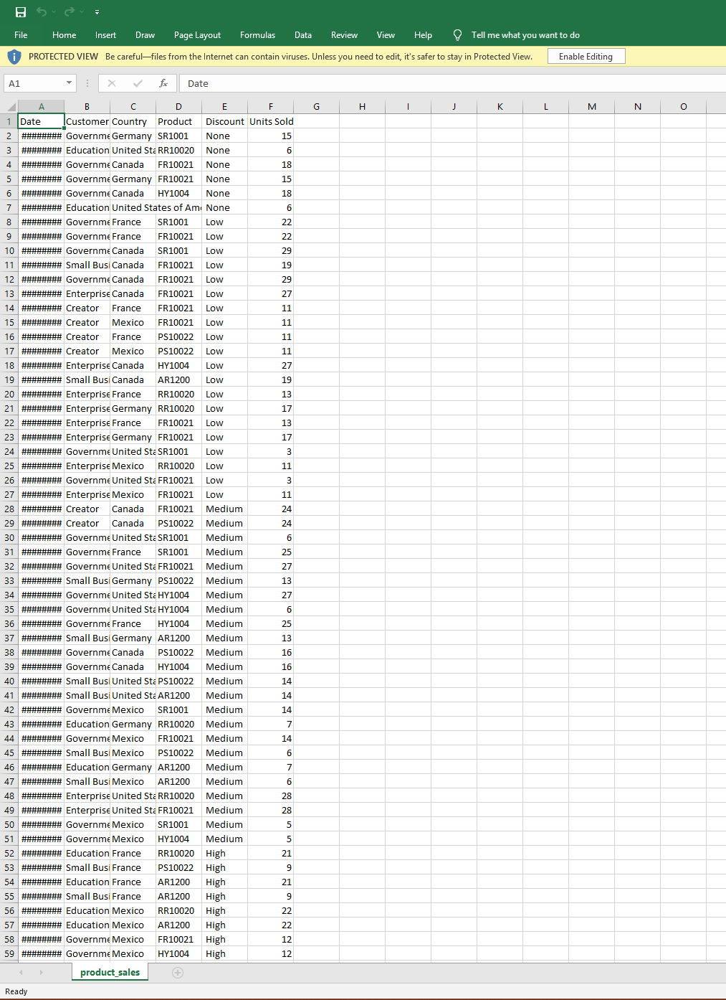 File Home Insert Draw Page Layout Formulas Data Review View Help Tell me what you want to do
PROTECTED VIEW Be careful—files from the Internet can contain viruses. Unless you need to edit, it's safer to stay in Protected View. Enable Editing
A1 fx Date
A B C D E F G H I J K L M N O
1 Date Customer Country Product Discount Units Sold
2 ######## Governme Germany SR1001 None 15
3 ######## Education United Sta RR10020 None 6
4 ######## Governme Canada FR10021 None 18
5 ######## Governme Germany FR10021 None 15
6 ######## Governme Canada HY1004 None 18
7 ######## Education United States of Ame None 6
8 ######## Governme France SR1001 Low 22
9 ######## Governme France FR10021 Low 22
10 ######## Governme Canada SR1001 Low 29
11 ######## Small Busi Canada FR10021 Low 19
12 ######## Governme Canada FR10021 Low 29
13 ######## Enterprise Canada FR10021 Low 27
14 ######## Creator France FR10021 Low 11
15 ######## Creator Mexico FR10021 Low 11
16 ######## Creator France PS10022 Low 11
17 ######## Creator Mexico PS10022 Low 11
18 ######## Enterprise Canada HY1004 Low 27
19 ######## Small Busi Canada AR1200 Low 19
20 ######## Enterprise France RR10020 Low 13
21 ######## Enterprise Germany RR10020 Low 17
22 ######## Enterprise France FR10021 Low 13
23 ######## Enterprise Germany FR10021 Low 17
24 ######## Governme United Sta SR1001 Low 3
25 ######## Enterprise Mexico RR10020 Low 11
26 ######## Governme United Sta FR10021 Low 3
27 ######## Enterprise Mexico FR10021 Low 11
28 ######## Creator Canada FR10021 Medium 24
29 ######## Creator Canada PS10022 Medium 24
30 ######## Governme United Sta SR1001 Medium 6
31 ######## Governme France SR1001 Medium 25
32 ######## Governme United Sta FR10021 Medium 27
33 ######## Small Busi Germany PS10022 Medium 13
34 ######## Governme United Sta HY1004 Medium 27
35 ######## Governme United Sta HY1004 Medium 6
36 ######## Governme France HY1004 Medium 25
37 ######## Small Busi Germany AR1200 Medium 13
38 ######## Governme Canada PS10022 Medium 16
39 ######## Governme Canada HY1004 Medium 16
40 ######## Small Busi United Sta PS10022 Medium 14
41 ######## Small Busi United Sta AR1200 Medium 14
42 ######## Governme Mexico SR1001 Medium 14
43 ######## Education Germany RR10020 Medium 7
44 ######## Governme Mexico FR10021 Medium 14
45 ######## Small Busi Mexico PS10022 Medium 6
46 ######## Education Germany AR1200 Medium 7
47 ######## Small Busi Mexico AR1200 Medium 6
48 ######## Enterprise United Sta RR10020 Medium 28
49 ######## Enterprise United Sta FR10021 Medium 28
50 ######## Governme Mexico SR1001 Medium 5
51 ######## Governme Mexico HY1004 Medium 5
52 ######## Education France RR10020 High 21
53 ######## Small Busi France PS10022 High 9
54 ######## Education France AR1200 High 21
55 ######## Small Busi France AR1200 High 9
56 ######## Education Mexico RR10020 High 22
57 ######## Education Mexico AR1200 High 22
58 ######## Governme Mexico FR10021 High 12
59 ######## Governme Mexico HY1004 High 12
product_sales
Ready